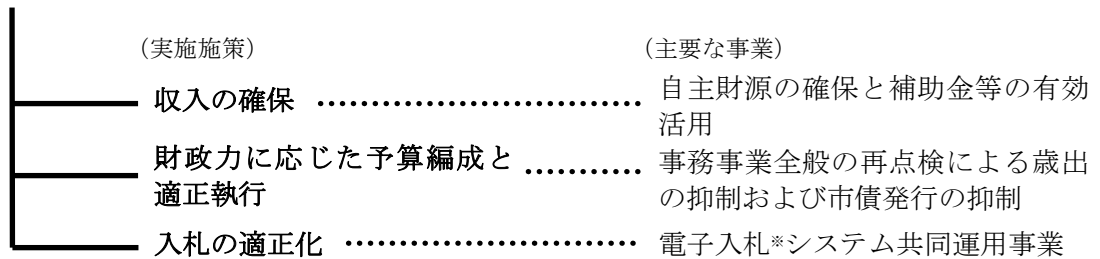 （実施施策） （主要な事業）
収入の確保 ………………………… 自主財源の確保と補助金等の有効
活用
財政力に応じた予算編成と ……… 事務事業全般の再点検による歳出
適正執行 の抑制および市債発行の抑制
入札の適正化 ……………………… 電子入札※システム共同運用事業